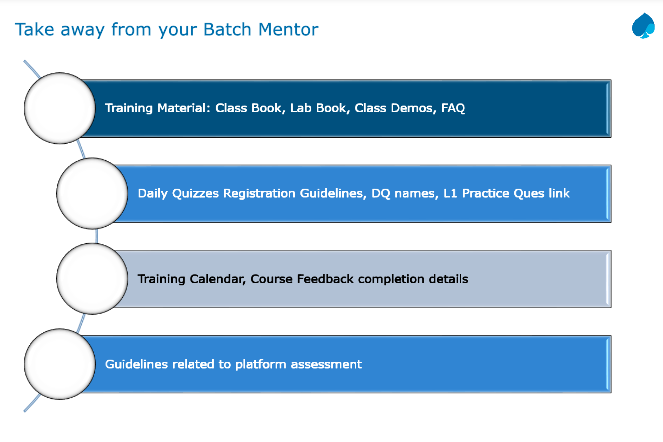 Take away from your Batch Mentor
Training Material: Class Book, Lab Book, Class Demos, FAQ
Daily Quizzes Registration Guidelines, DQ names, L1 Practice Ques link
Training Calendar, Course Feedback completion details
Guidelines related to platform assessment